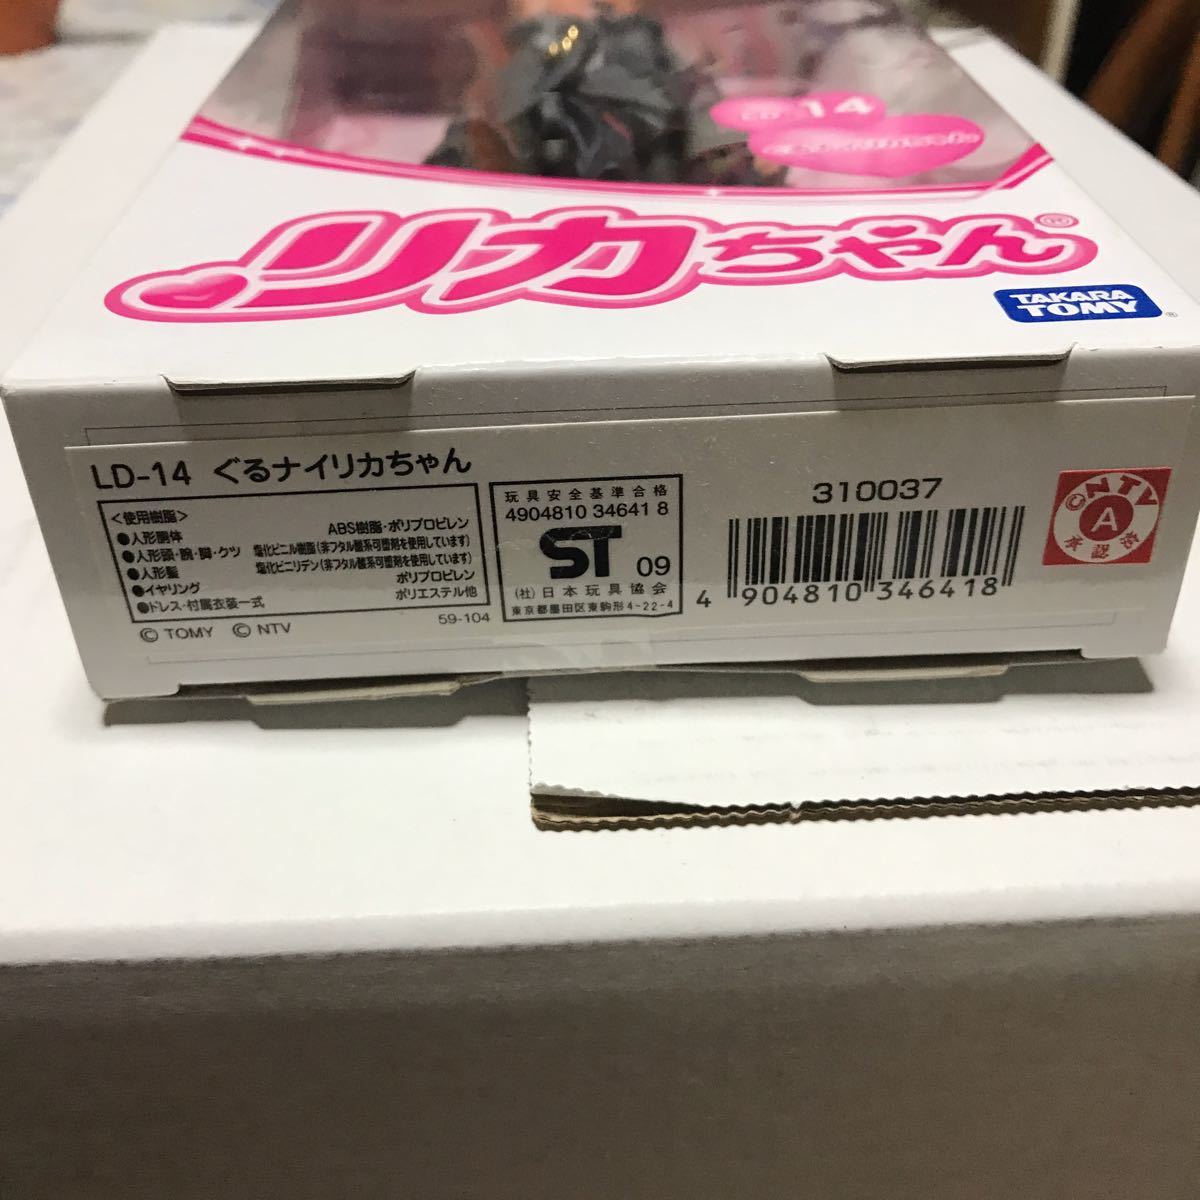 LD-14
リカちゃん®
TAKARA TOMY®
LD-14 ぐるナイリカちゃん
<使用樹脂>
●人形胴体 ABS樹脂・ポリプロピレン
●人形頭・腕・脚・クツ 塩化ビニル樹脂(非フタル酸系可塑剤を使用しています)
●人形髪 塩化ビニリデン(非フタル酸系可塑剤を使用しています)
●イヤリング ポリプロピレン
●ドレス・付属衣装一式 ポリエステル他
© TOMY © NTV
59-104
玩具安全基準合格
4904810 34641 8
ST 09
(社)日本玩具協会
東京都墨田区東駒形4-22-4
310037
4 904810 346418
©NTV
A
承認済